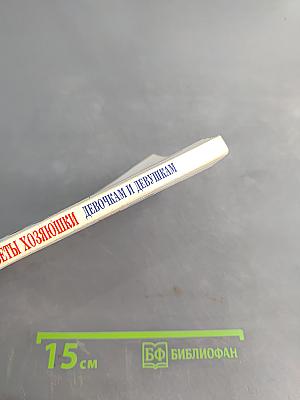 ЕТЫ ХОЗЯЮШКИ ДЕВОЧКАМ И ДЕВУШКАМ
15 см
БФ БИБЛИОФАН